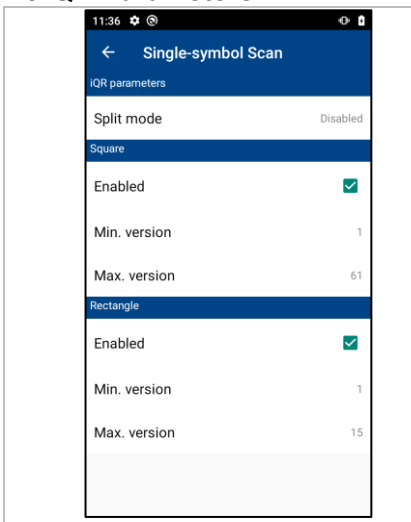 11:36
Single-symbol Scan
iQR parameters
Split mode Disabled
Square
Enabled
Min. version 1
Max. version 61
Rectangle
Enabled
Min. version 1
Max. version 15